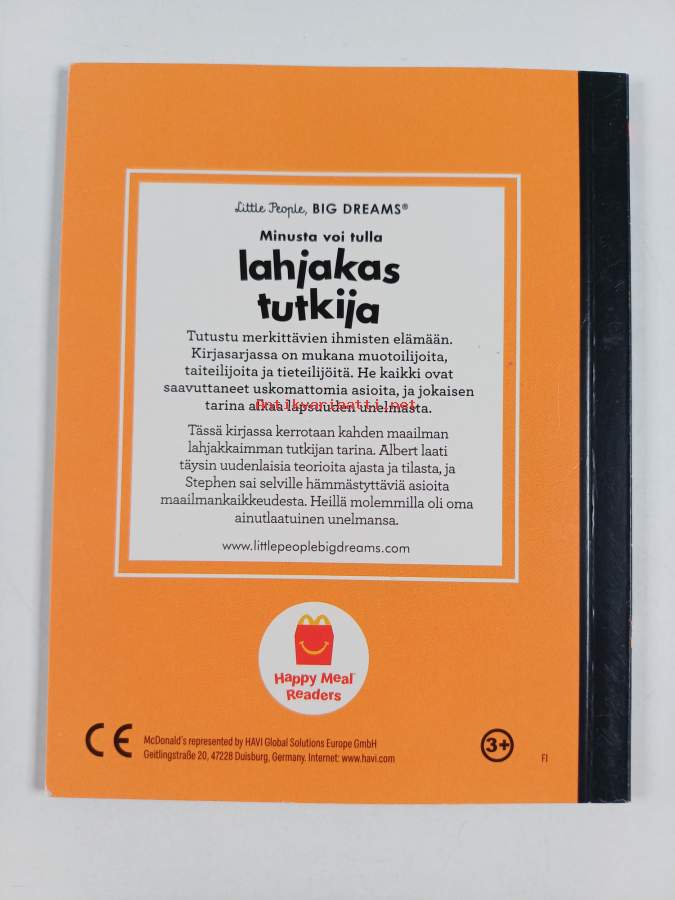 Little People, BIG DREAMS®
Minusta voi tulla
lahjakas
tutkija
Tutustu merkittävien ihmisten elämään.
Kirjasarjassa on mukana muotoilijoita,
taiteilijoita ja tieteilijöitä. He kaikki ovat
saavuttaneet uskomattomia asioita, ja jokaisen
tarina alkaa lapsuuden unelmasta.
Antikvariaatti.net
Tässä kirjassa kerrotaan kahden maailman
lahjakkaimman tutkijan tarina. Albert laati
täysin uudenlaisia teorioita ajasta ja tilasta, ja
Stephen sai selville hämmästyttäviä asioita
maailmankaikkeudesta. Heillä molemmilla oli oma
ainutlaatuinen unelmansa.
www.littlepeoplebigdreams.com
Happy Meal™
Readers
CE
McDonald's represented by HAVI Global Solutions Europe GmbH
Geitlingstraße 20, 47228 Duisburg, Germany. Internet: www.havi.com
3+
FI